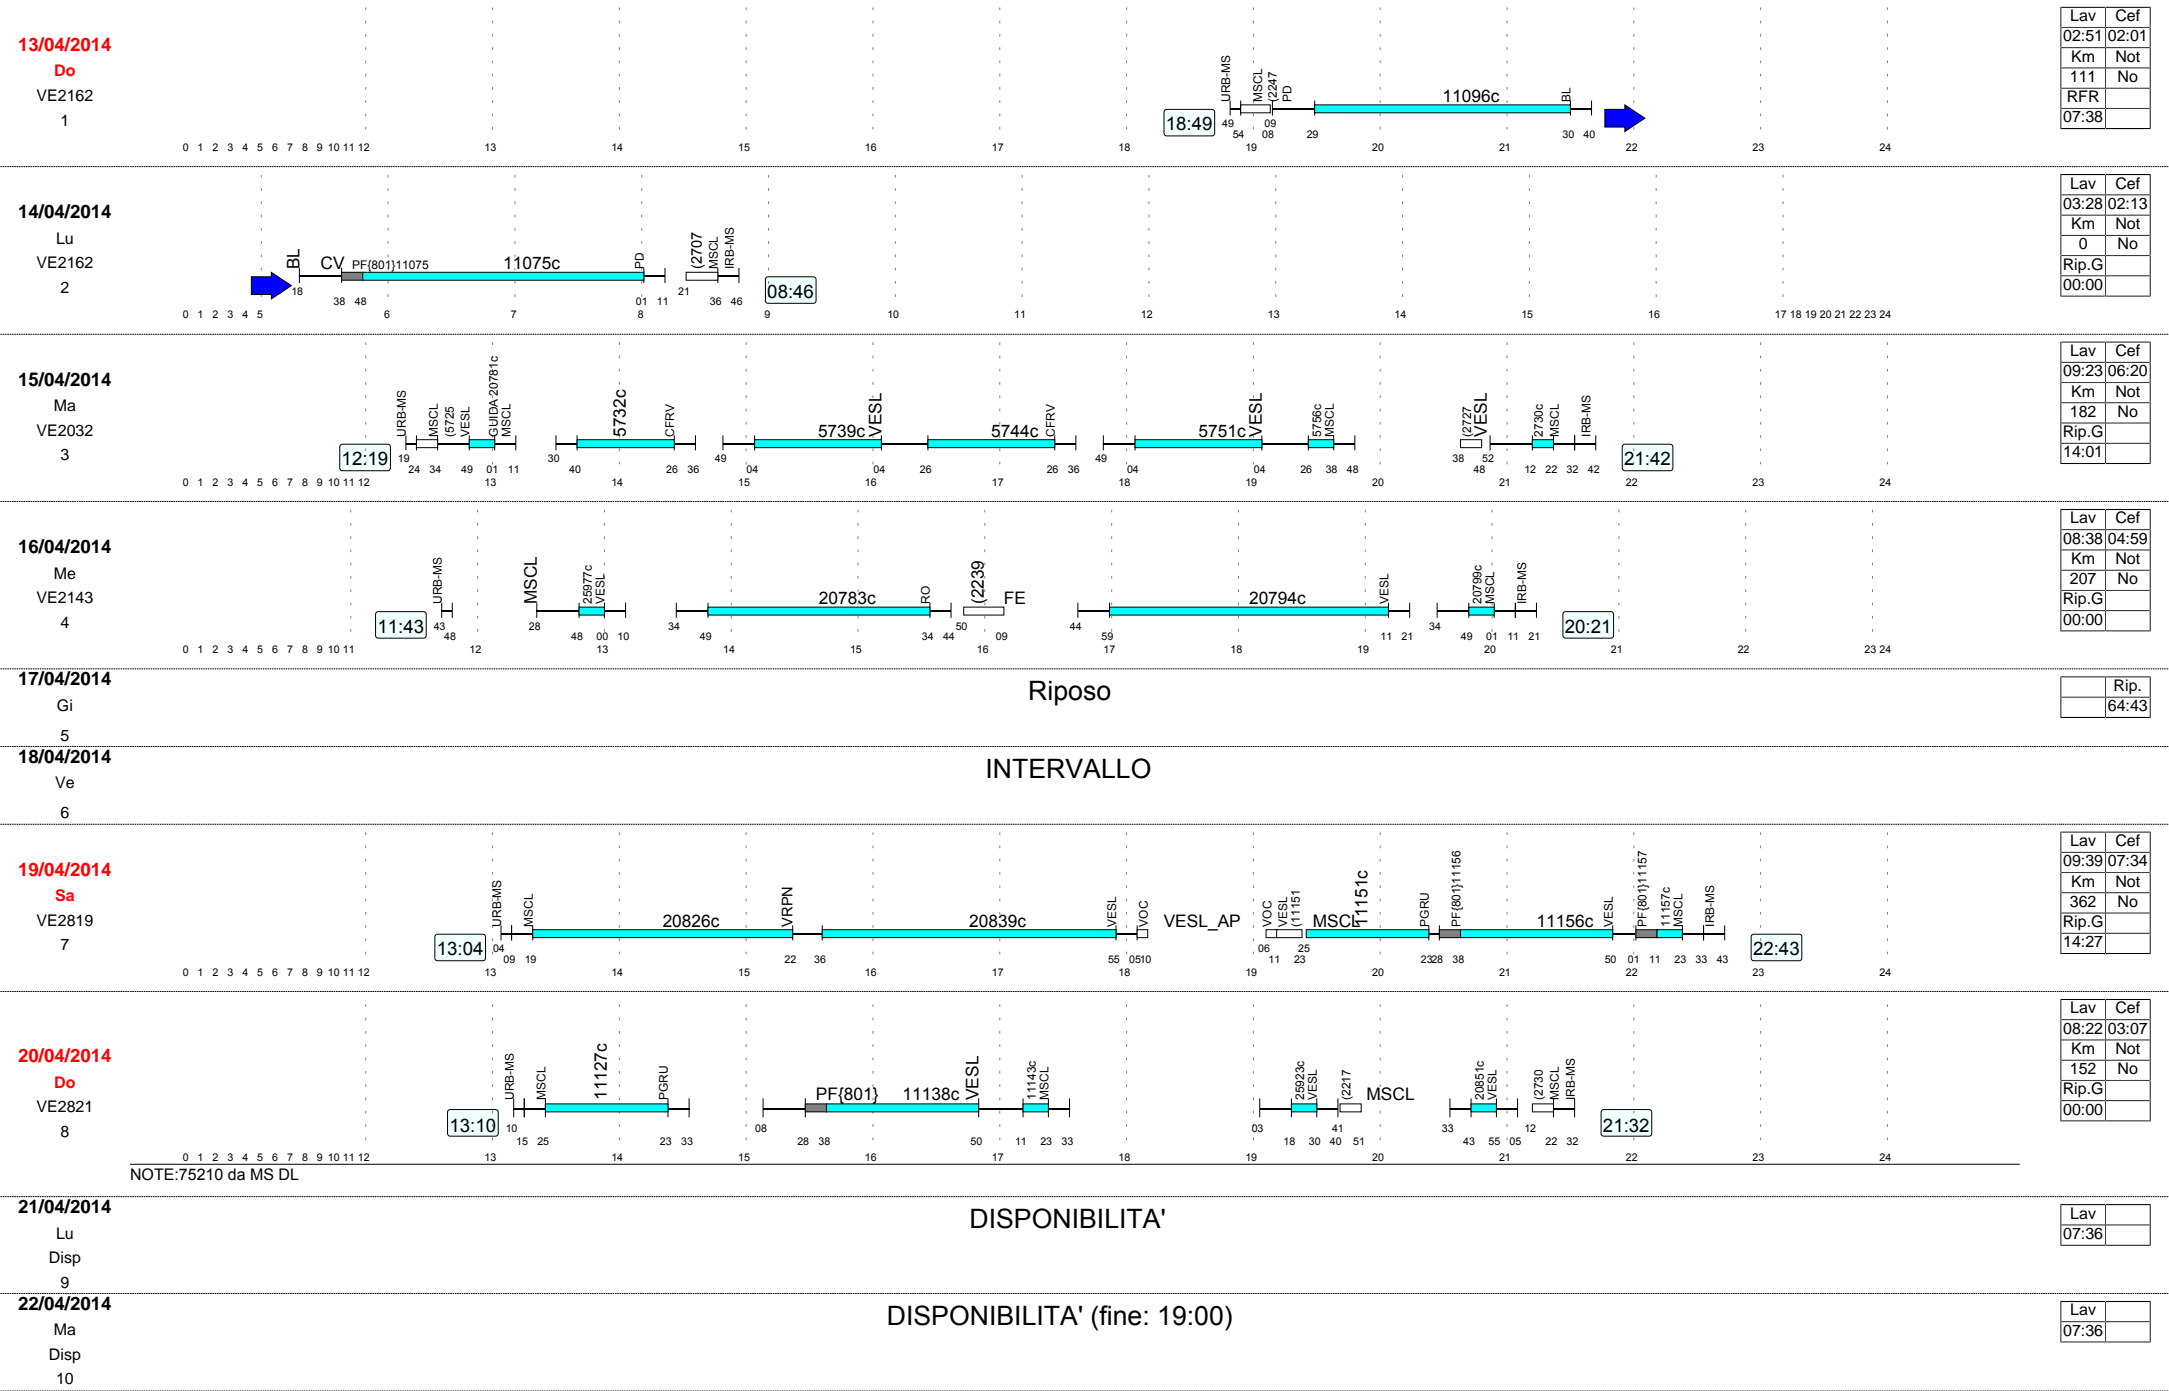 13/04/2014
Do
VE2162
1
18:49
URB-MS
MSCL
(2247
PD
11096c
BL
49 54 08 09 29 30 40
0 1 2 3 4 5 6 7 8 9 10 11 12 13 14 15 16 17 18 19 20 21 22 23 24
Lav Cef
02:51 02:01
Km Not
111 No
RFR
07:38
14/04/2014
Lu
VE2162
2
BL
CV
PF{801}11075
11075c
PD
(2707
MSCL
IRB-MS
08:46
18 38 48 01 11 21 36 46
0 1 2 3 4 5 6 7 8 9 10 11 12 13 14 15 16 17 18 19 20 21 22 23 24
Lav Cef
03:28 02:13
Km Not
0 No
Rip.G
00:00
15/04/2014
Ma
VE2032
3
12:19
URB-MS
MSCL
(5725
VESL
GUIDA-20781c
MSCL
5732c
CFRV
5739c
VESL
5744c
CFRV
5751c
VESL
5756c
MSCL
(2727
VESL
2730c
MSCL
IRB-MS
21:42
19 24 34 49 01 11 30 40 26 36 49 04 04 26 26 36 49 04 04 26 38 48 38 48 52 12 22 32 42
0 1 2 3 4 5 6 7 8 9 10 11 12 13 14 15 16 17 18 19 20 21 22 23 24
Lav Cef
09:23 06:20
Km Not
182 No
Rip.G
14:01
16/04/2014
Me
VE2143
4
11:43
URB-MS
MSCL
25977c
VESL
20783c
RO
(2239
FE
20794c
VESL
20799c
MSCL
IRB-MS
20:21
43 48 28 48 00 10 34 49 34 44 50 09 44 59 11 21 34 49 01 11 21
0 1 2 3 4 5 6 7 8 9 10 11 12 13 14 15 16 17 18 19 20 21 22 23 24
Lav Cef
08:38 04:59
Km Not
207 No
Rip.G
00:00
17/04/2014
Gi
5
Riposo
Rip.
64:43
18/04/2014
Ve
6
INTERVALLO
19/04/2014
Sa
VE2819
7
13:04
URB-MS
MSCL
20826c
VRPN
20839c
VESL
VOC
VESL_AP
VOC
VESL
(11151
MSCL
11151c
PGRU
PF{801}11156
11156c
VESL
PF{801}11157
11157c
MSCL
IRB-MS
22:43
04 09 19 22 36 55 05 10 06 11 23 25 23 28 38 50 01 11 23 33 43
0 1 2 3 4 5 6 7 8 9 10 11 12 13 14 15 16 17 18 19 20 21 22 23 24
Lav Cef
09:39 07:34
Km Not
362 No
Rip.G
14:27
20/04/2014
Do
VE2821
8
13:10
URB-MS
MSCL
11127c
PGRU
PF{801}
11138c
VESL
11143c
MSCL
25923c
VESL
(2217
MSCL
20851c
VESL
(2730
MSCL
IRB-MS
21:32
10 15 25 23 33 08 28 38 50 11 23 33 03 18 30 40 41 51 33 43 55 05 12 22 32
0 1 2 3 4 5 6 7 8 9 10 11 12 13 14 15 16 17 18 19 20 21 22 23 24
NOTE:75210 da MS DL
Lav Cef
08:22 03:07
Km Not
152 No
Rip.G
00:00
21/04/2014
Lu
Disp
9
DISPONIBILITA'
Lav
07:36
22/04/2014
Ma
Disp
10
DISPONIBILITA' (fine: 19:00)
Lav
07:36